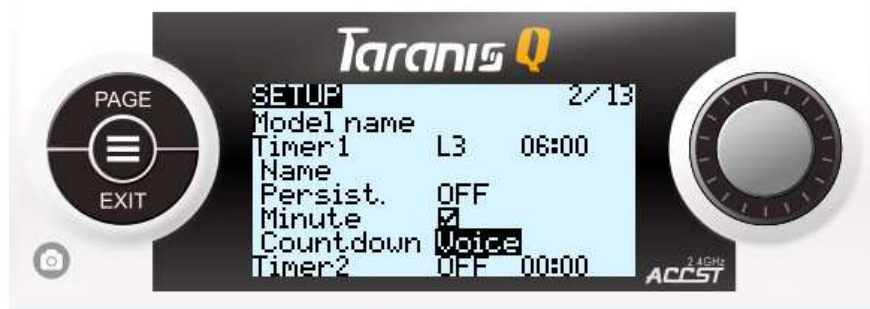 Taranis Q
PAGE
EXIT
SETUP 2/13
Model name
Timer1 L3 06:00
Name
Persist. OFF
Minute
Countdown Voice
Timer2 OFF 00:00
2.4GHz
ACCST